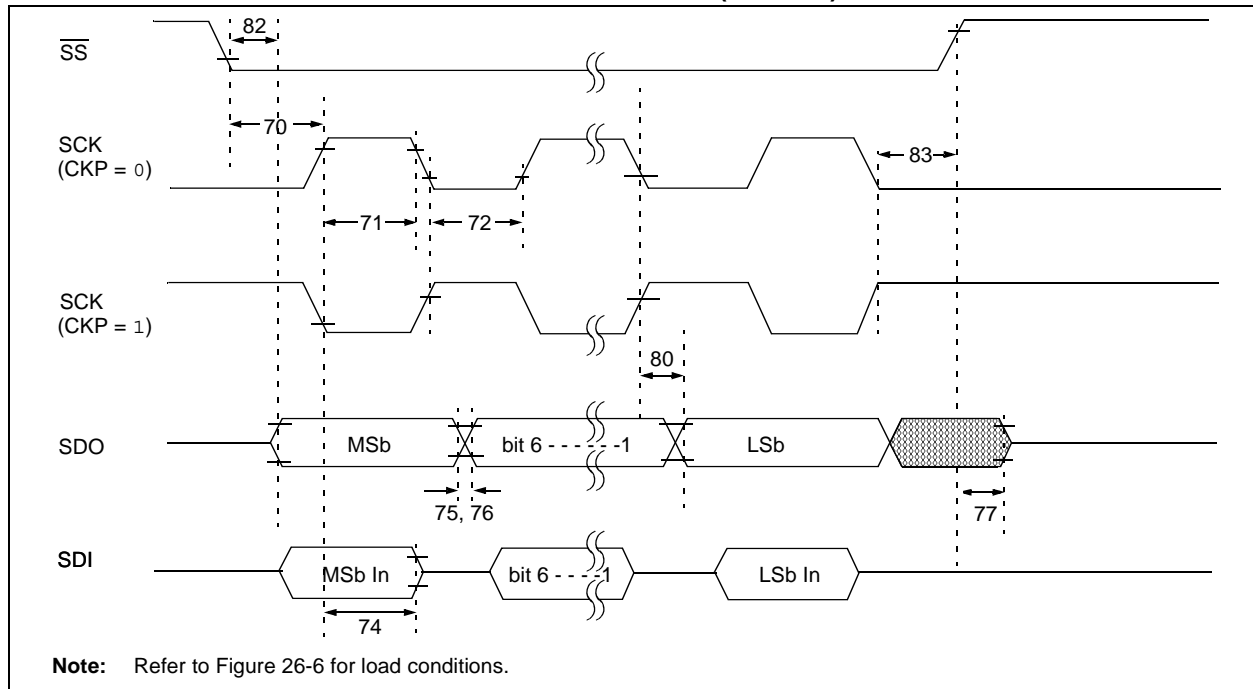 82
SS
70
SCK
(CKP = 0)
83
71
72
SCK
(CKP = 1)
80
SDO
MSb
bit 6 - - - - - -1
LSb
75, 76
77
SDI
MSb In
bit 6 - - - -1
LSb In
74
Note: Refer to Figure 26-6 for load conditions.